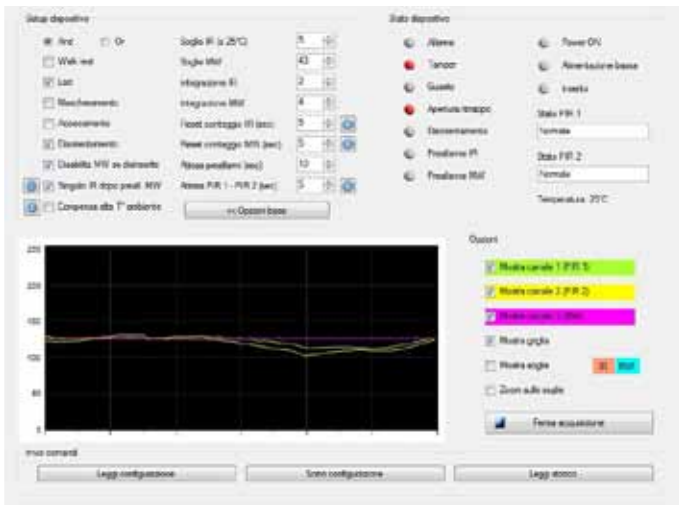 Setup dispositivo
And
Or
Walk test
Led
Mascheramento
Accecamento
Disorientamento
Disabilita MW se disinserito
Singolo IR dopo preall. MW
Compensa alta T° ambiente
Soglia IR (a 25°C)
5
Soglia MW
43
Integrazione IR
2
Integrazione MW
4
Reset conteggio IR (sec)
5
Reset conteggio MW (sec)
5
Attesa preallarmi (sec)
10
Attesa PIR 1 - PIR 2 (sec)
5
<< Opzioni base
Stato dispositivo
Allarme
Tamper
Guasto
Apertura
Disorientamento
Preallarme IR
Preallarme MW
Power ON
Alimentazione bassa
Inserito
Stato PIR 1
Normale
Stato PIR 2
Normale
Temperatura: 25°C
200
150
100
50
0
Opzioni
Mostra canale 1 (PIR 1)
Mostra canale 2 (PIR 2)
Mostra canale 3 (MW)
Mostra griglia
Mostra soglie
IR
MW
Zoom sulle soglie
Ferma acquisizione
Invio comandi
Leggi configurazione
Scrivi configurazione
Leggi storico